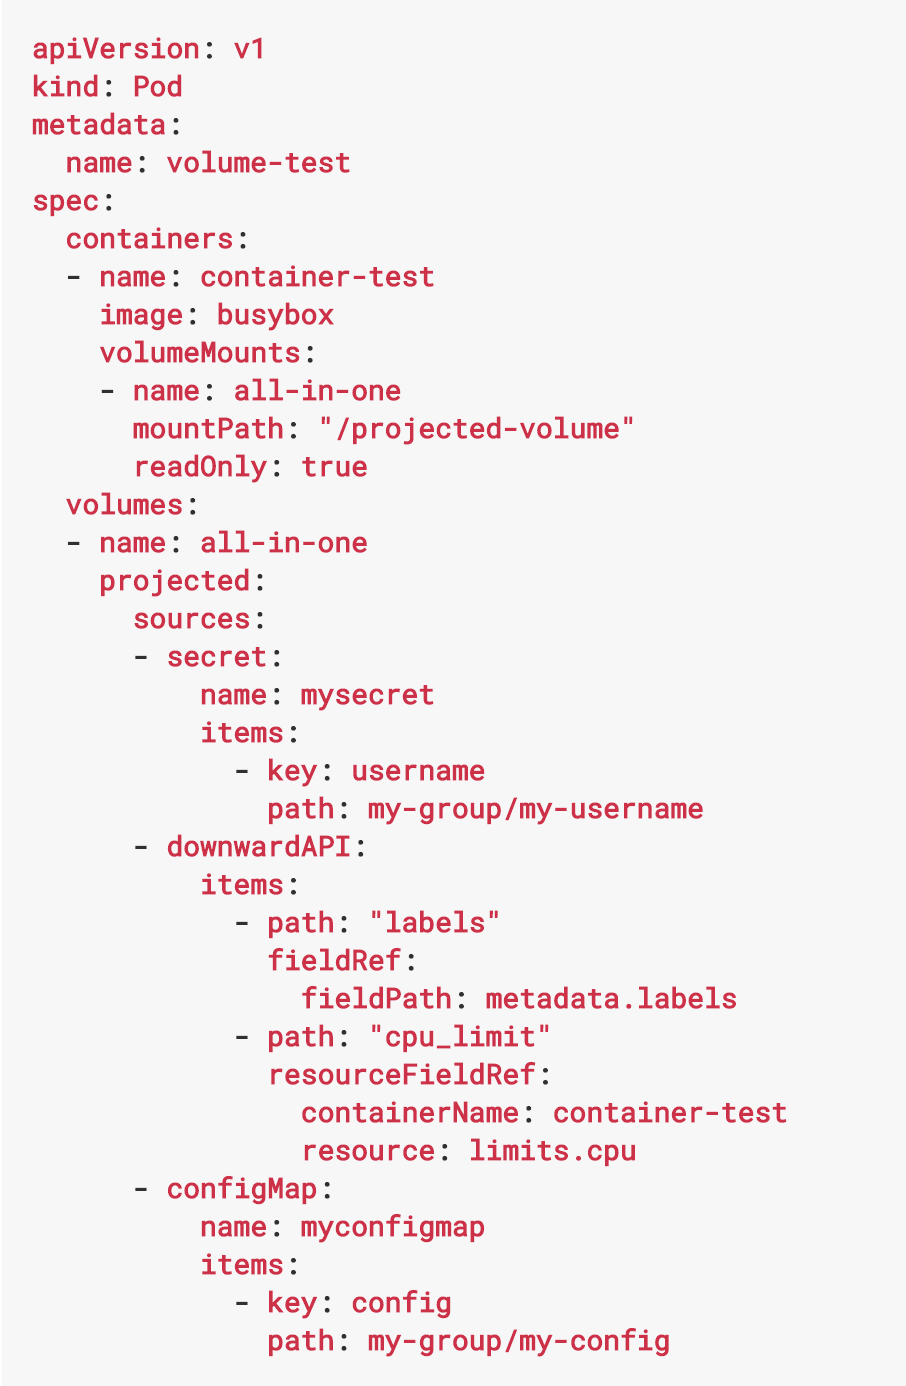 apiVersion: v1
kind: Pod
metadata:
  name: volume-test
spec:
  containers:
  - name: container-test
    image: busybox
    volumeMounts:
    - name: all-in-one
      mountPath: "/projected-volume"
      readOnly: true
  volumes:
  - name: all-in-one
    projected:
      sources:
      - secret:
          name: mysecret
          items:
            - key: username
              path: my-group/my-username
      - downwardAPI:
          items:
            - path: "labels"
              fieldRef:
                fieldPath: metadata.labels
            - path: "cpu_limit"
              resourceFieldRef:
                containerName: container-test
                resource: limits.cpu
      - configMap:
          name: myconfigmap
          items:
            - key: config
              path: my-group/my-config